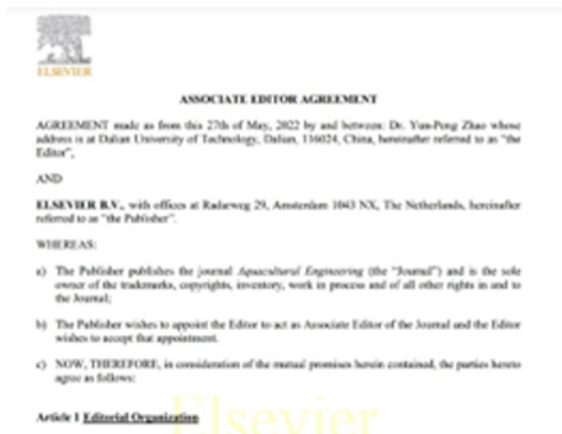 ELSEVIER
ASSOCIATE EDITOR AGREEMENT
AGREEMENT made as from this 27th of May, 2022 by and between: Dr. Yun-Peng Zhao whose
address is at Dalian University of Technology, Dalian, 116024, China, hereinafter referred to as "the
Editor",
AND
ELSEVIER B.V., with offices at Radarweg 29, Amsterdam 1043 NX, The Netherlands, hereinafter
referred to as "the Publisher".
WHEREAS:
a) The Publisher publishes the journal Aquacultural Engineering (the "Journal") and is the sole
owner of the trademarks, copyrights, inventory, work in process and of all other rights in and to
the Journal;
b) The Publisher wishes to appoint the Editor to act as Associate Editor of the Journal and the Editor
wishes to accept that appointment.
c) NOW, THEREFORE, in consideration of the mutual promises herein contained, the parties hereto
agree as follows:
Article 1 Editorial Organization
Elsevier